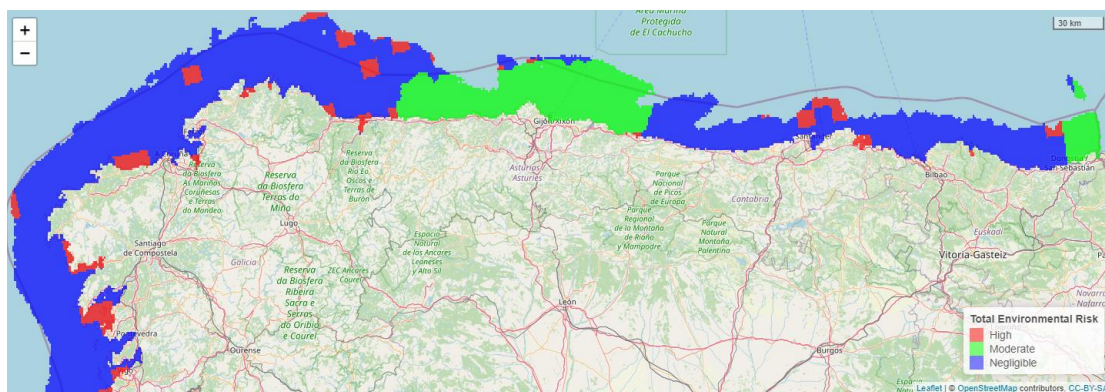 +
−
30 km
Area Marina
Protegida
de El Cachucho
Gijón/Xixón
Reserva
da Biosfera
Terras do
Miño
Reserva
da Biosfera
Río Eo,
Oscos e
Terras de
Burón
Reserva
da Biosfera
As Mariñas
Coruñesas
e Terras
do Mandeo
Asturias /
Asturies
Parque
Nacional
de Picos
de Europa
Cantabria
Bilbao
San Sebastián
Lugo
Parque
Regional de
la Montaña
de Riaño
y Mampodre
Parque
Natural
Montaña
Palentina
Euskadi
Santiago
de Compostela
Galicia
Espacio
Natural
de los Ancares
Leoneses
y Alto Sil
ZEC Ancares -
Courel
Vitoria-Gasteiz
Reserva
da Biosfera
Ribeira
Sacra e
Serras
do Oribio
e Courel
León
Pontevedra
Ourense
Burgos
Total Environmental Risk
High
Moderate
Negligible
Leaflet | © OpenStreetMap contributors, CC-BY-SA